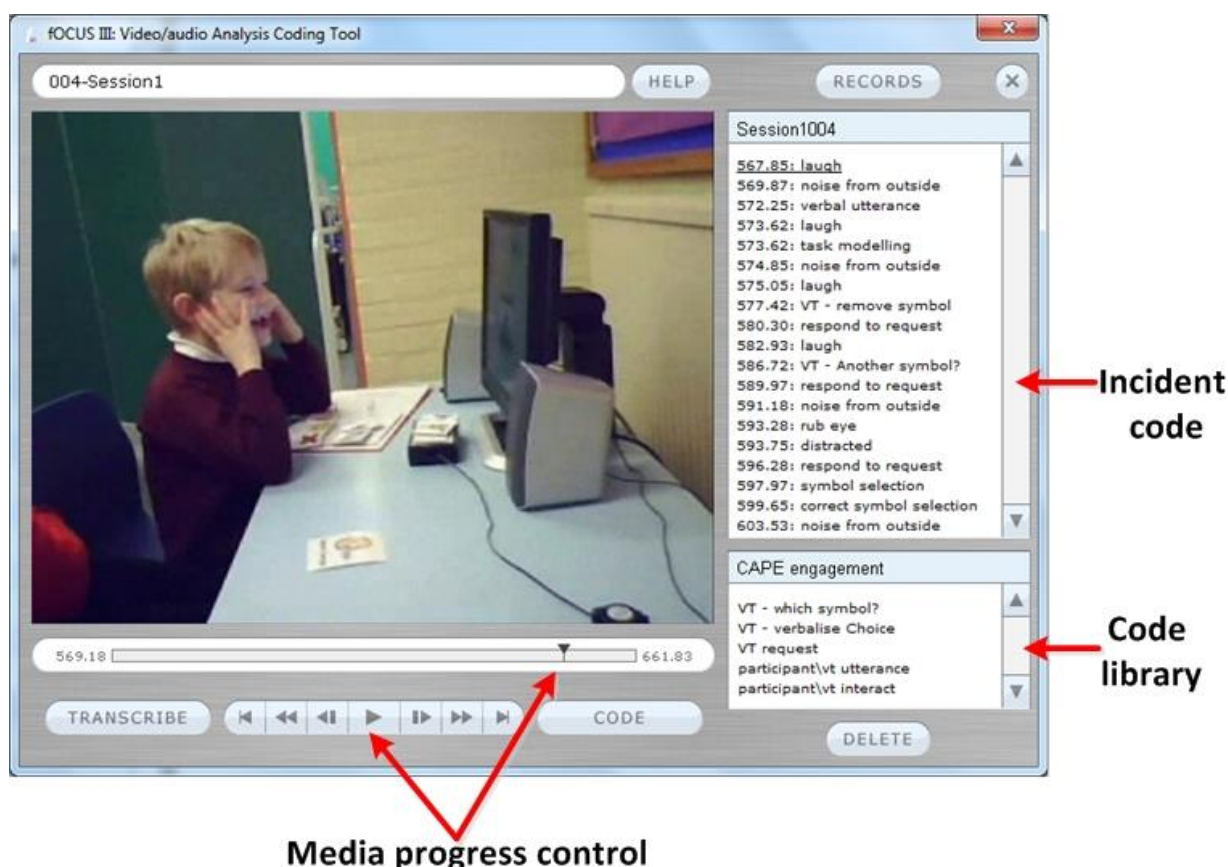 fOCUS III: Video/audio Analysis Coding Tool
004-Session1
HELP
RECORDS
Session1004
567.85: laugh
569.87: noise from outside
572.25: verbal utterance
573.62: laugh
573.62: task modelling
574.85: noise from outside
575.05: laugh
577.42: VT - remove symbol
580.30: respond to request
582.93: laugh
586.72: VT - Another symbol?
589.97: respond to request
591.18: noise from outside
593.28: rub eye
593.75: distracted
596.28: respond to request
597.97: symbol selection
599.65: correct symbol selection
603.53: noise from outside
Incident
code
CAPE engagement
VT - which symbol?
VT - verbalise Choice
VT request
participant\vt utterance
participant\vt interact
Code
library
569.18
661.83
TRANSCRIBE
CODE
DELETE
Media progress control